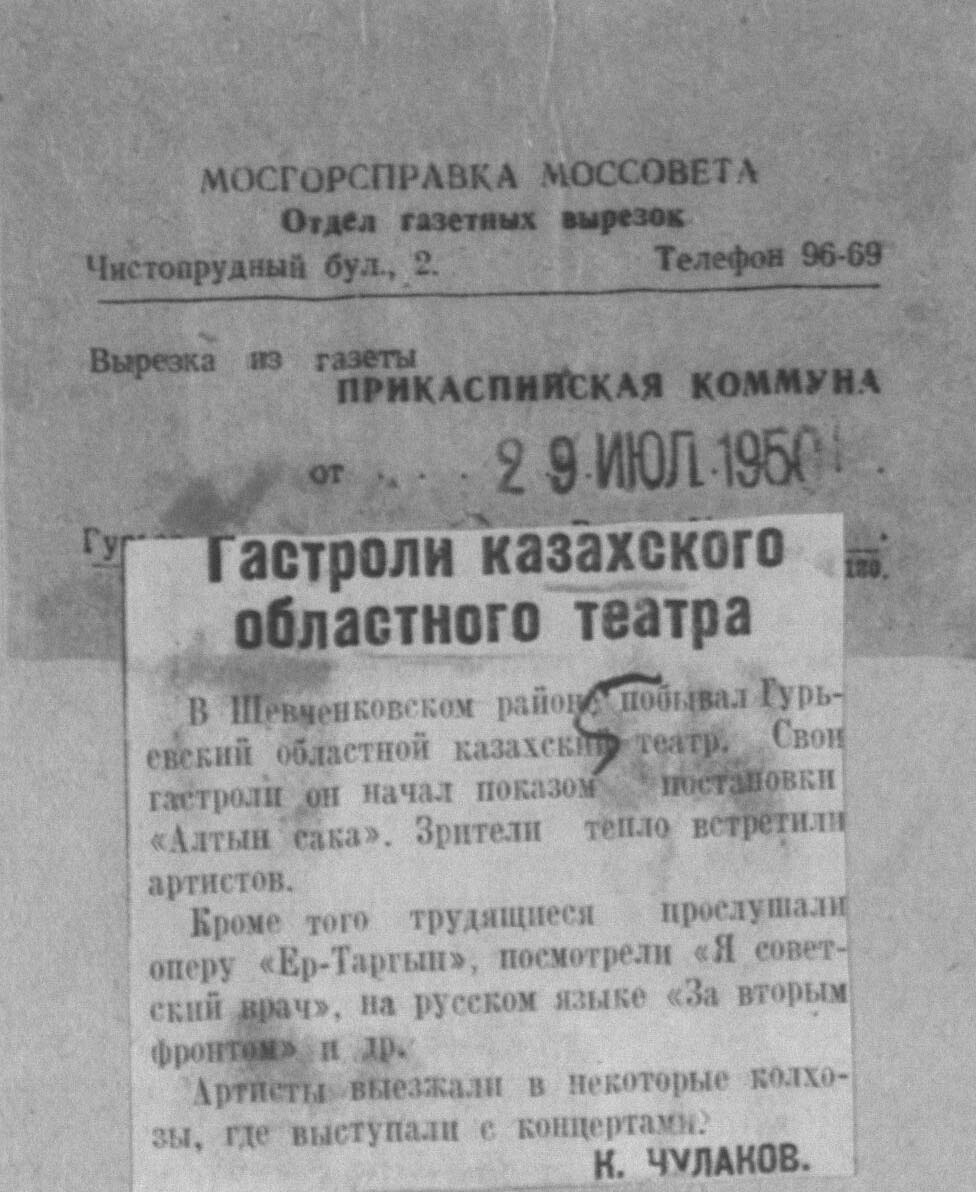 МОСГОРСПРАВКА МОССОВЕТА
Отдел газетных вырезок
Чистопрудный бул., 2. Телефон 96-69
Вырезка из газеты
ПРИКАСПИЙСКАЯ КОММУНА
от . . . . 29 ИЮЛ 1950 .
Гастроли казахского
областного театра
В Шевченковском районе побывал Гурь-
евский областной казахский театр. Свои
гастроли он начал показом постановки
«Алтын сака». Зрители тепло встретили
артистов.
Кроме того трудящиеся прослушали
оперу «Ер-Таргын», посмотрели «Я совет-
ский врач», на русском языке «За вторым
фронтом» и др.
Артисты выезжали в некоторые колхо-
зы, где выступали с концертами.
К. ЧУЛАКОВ.